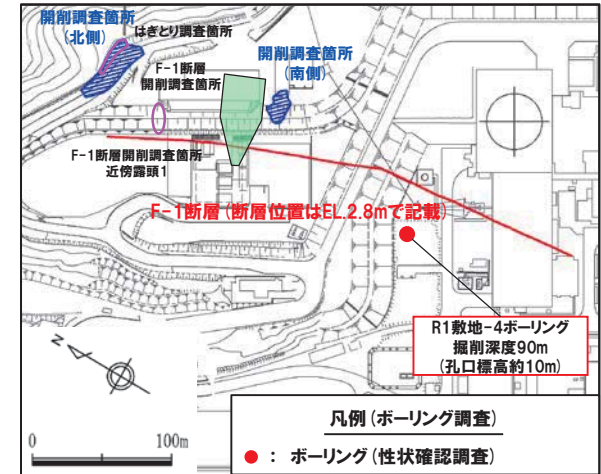 開削調査箇所
(北側)
はぎとり調査箇所
F-1断層
開削調査箇所
開削調査箇所
(南側)
F-1断層開削調査箇所
近傍露頭1
F-1断層(断層位置はEL.2.8mで記載)
R1敷地-4ボーリング
掘削深度90m
(孔口標高約10m)
N
0 100m
凡例(ボーリング調査)
●:ボーリング(性状確認調査)